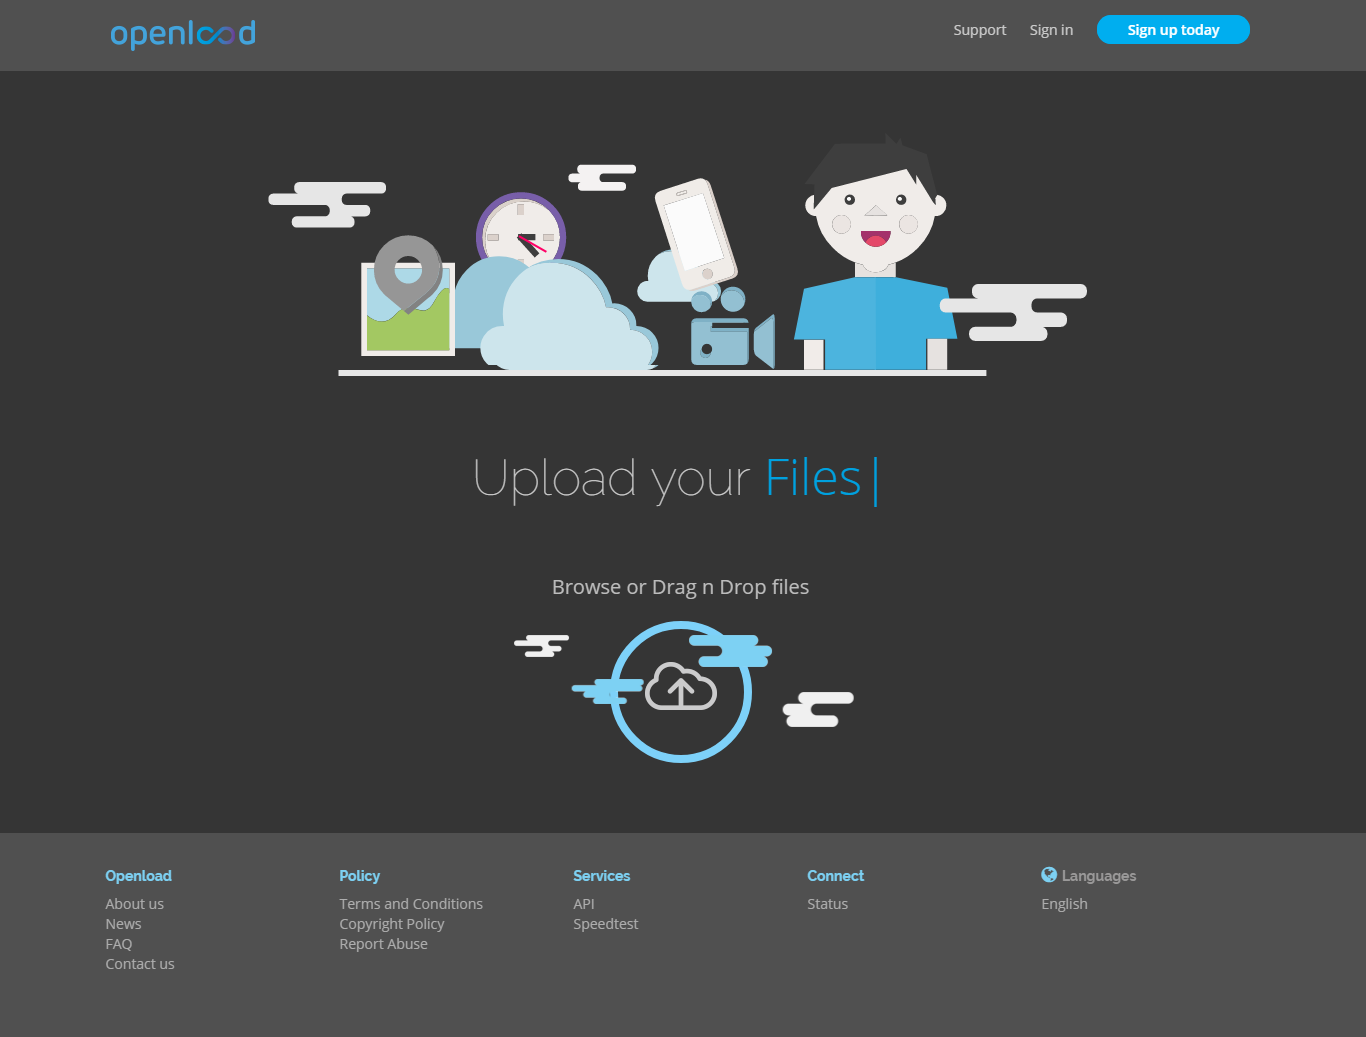 openload
Support Sign in Sign up today
Upload your Files|
Browse or Drag n Drop files
Openload
About us
News
FAQ
Contact us
Policy
Terms and Conditions
Copyright Policy
Report Abuse
Services
API
Speedtest
Connect
Status
Languages
English